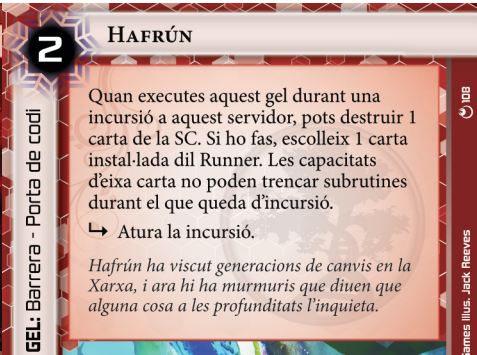 2
HAFRÚN
Quan executes aquest gel durant una
incursió a aquest servidor, pots destruir 1
carta de la SC. Si ho fas, escolleix 1 carta
instal·lada dil Runner. Les capacitats
d'eixa carta no poden trencar subrutines
durant el que queda d'incursió.
↳ Atura la incursió.
Hafrún ha viscut generacions de canvis en la
Xarxa, i ara hi ha murmuris que diuen que
alguna cosa a les profunditats l'inquieta.
GEL: Barrera - Porta de codi
108
Games Illus. Jack Reeves